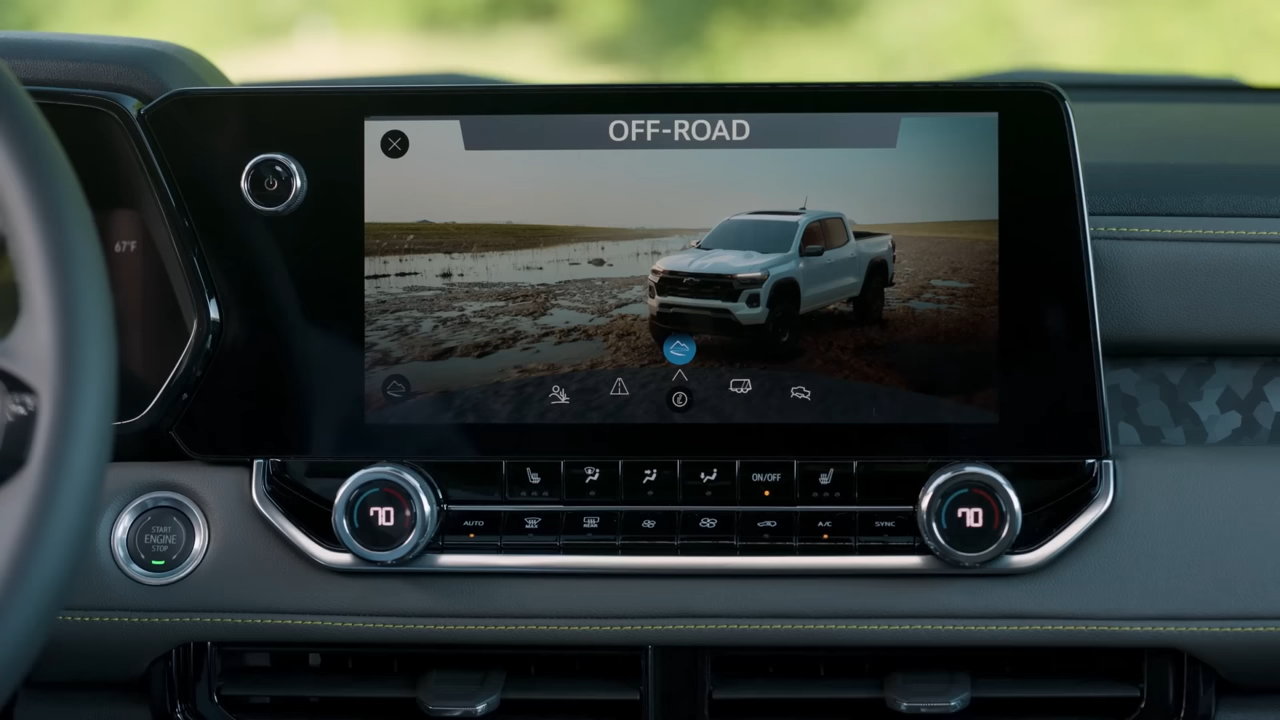 OFF-ROAD
67°F
START
ENGINE
STOP
70
ON/OFF
70
AUTO
MAX
REAR
A/C
SYNC